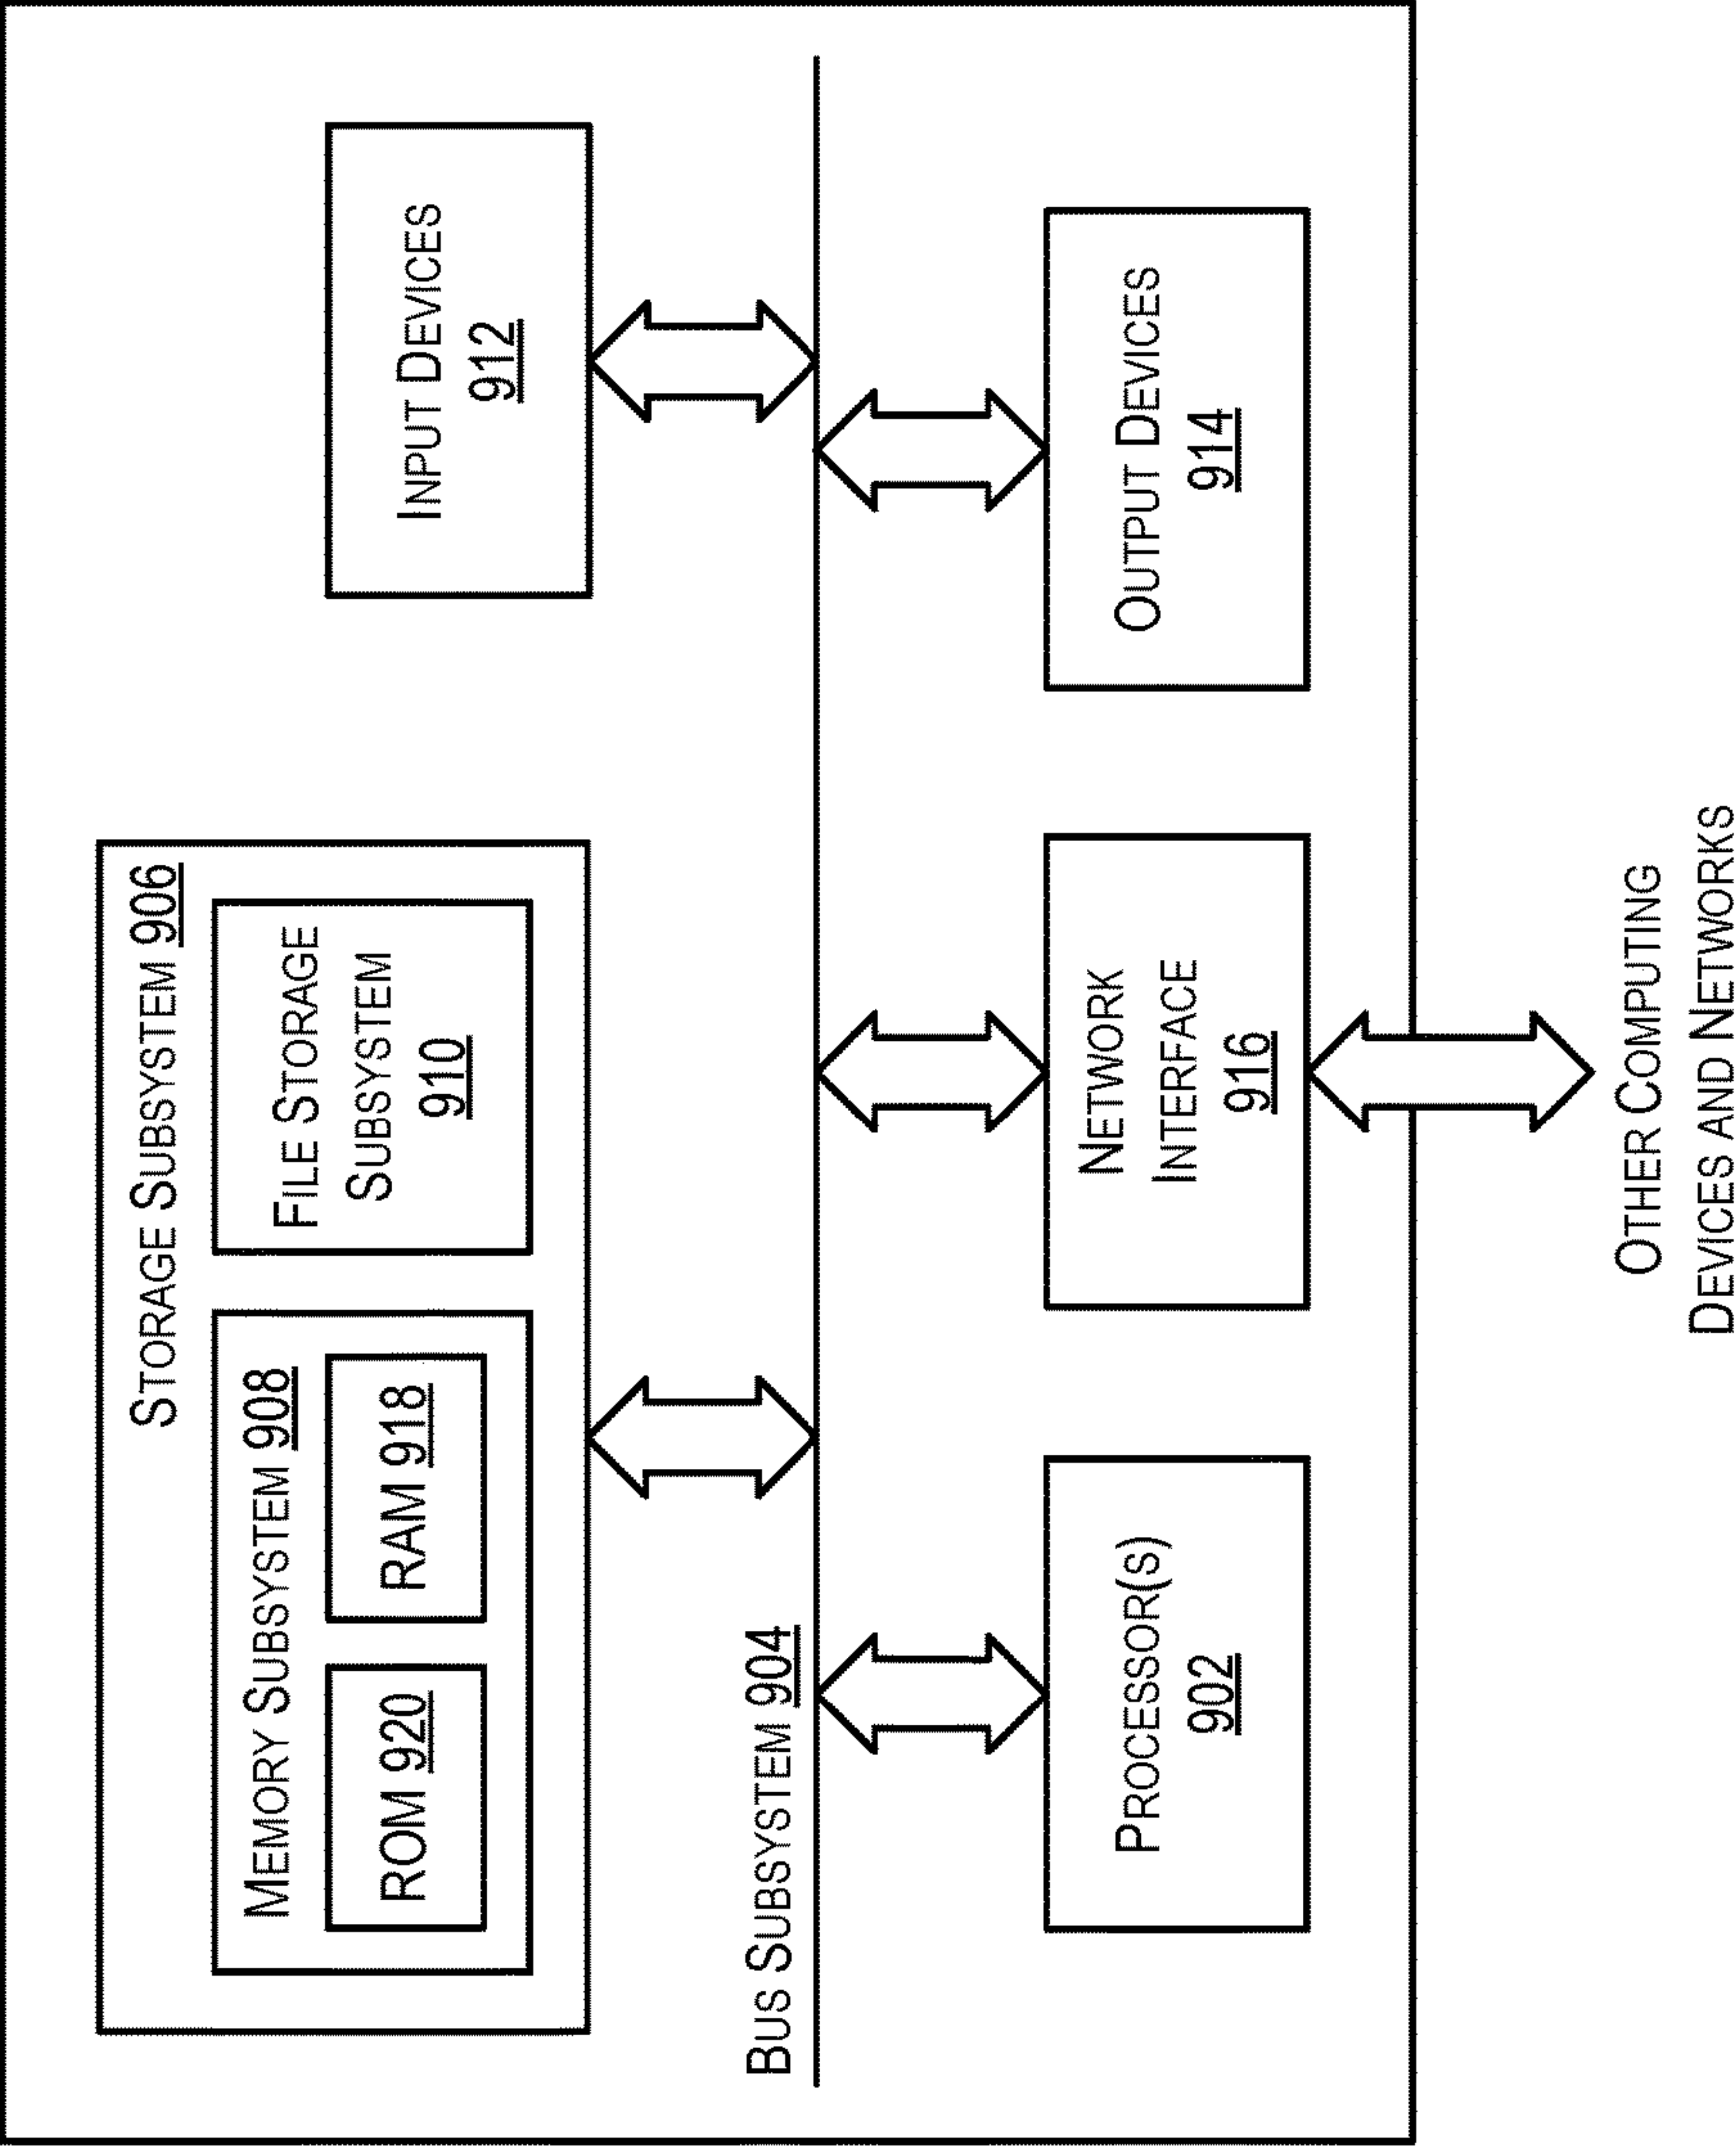 STORAGE SUBSYSTEM 906
MEMORY SUBSYSTEM 908
ROM 920
RAM 918
FILE STORAGE
SUBSYSTEM
910
INPUT DEVICES
912
BUS SUBSYSTEM 904
PROCESSOR(S)
902
NETWORK
INTERFACE
916
OUTPUT DEVICES
914
OTHER COMPUTING
DEVICES AND NETWORKS